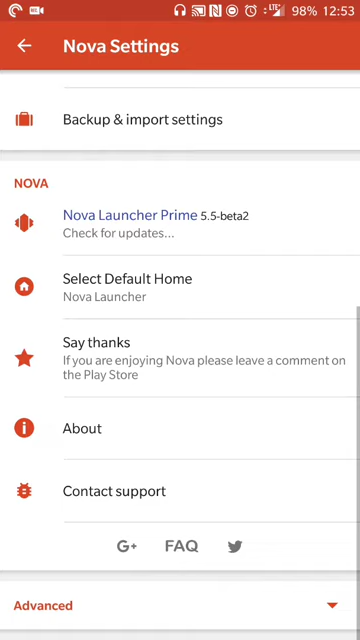 LTE 98% 12:53
Nova Settings
Backup & import settings
NOVA
Nova Launcher Prime 5.5-beta2
Check for updates...
Select Default Home
Nova Launcher
Say thanks
If you are enjoying Nova please leave a comment on
the Play Store
About
Contact support
G+ FAQ
Advanced